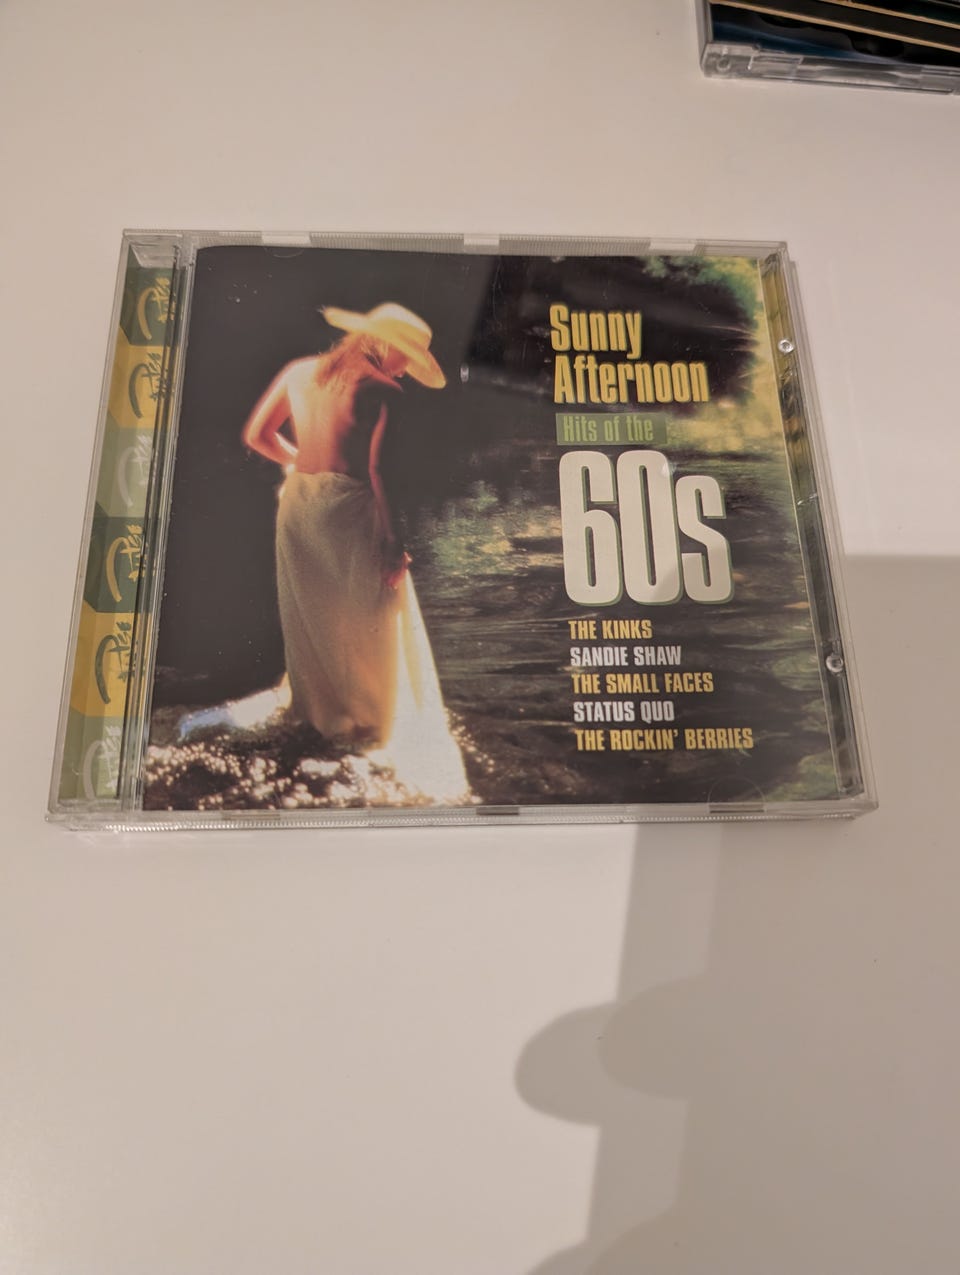 Sunny
Afternoon
Hits of the
60s
THE KINKS
SANDIE SHAW
THE SMALL FACES
STATUS QUO
THE ROCKIN' BERRIES